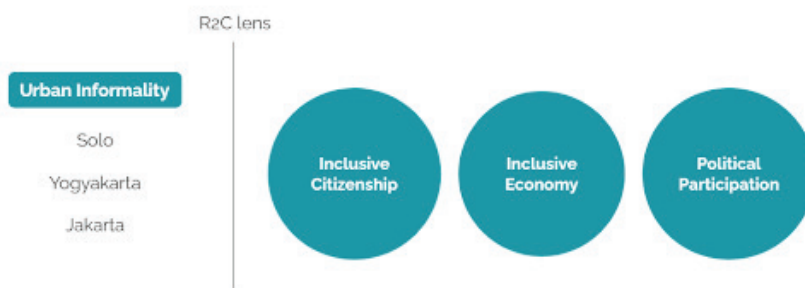 R2C lens
Urban Informality
Solo
Yogyakarta
Jakarta
Inclusive
Citizenship
Inclusive
Economy
Political
Participation